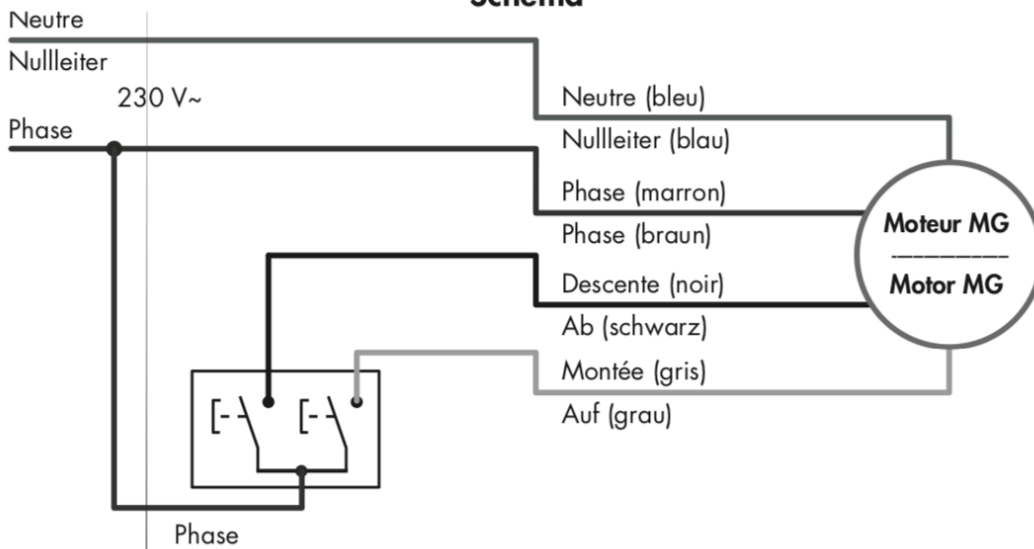 Schema
Neutre
Nullleiter
230 V~
Phase
Neutre (bleu)
Nullleiter (blau)
Phase (marron)
Phase (braun)
Descente (noir)
Ab (schwarz)
Montée (gris)
Auf (grau)
Moteur MG
Motor MG
Phase